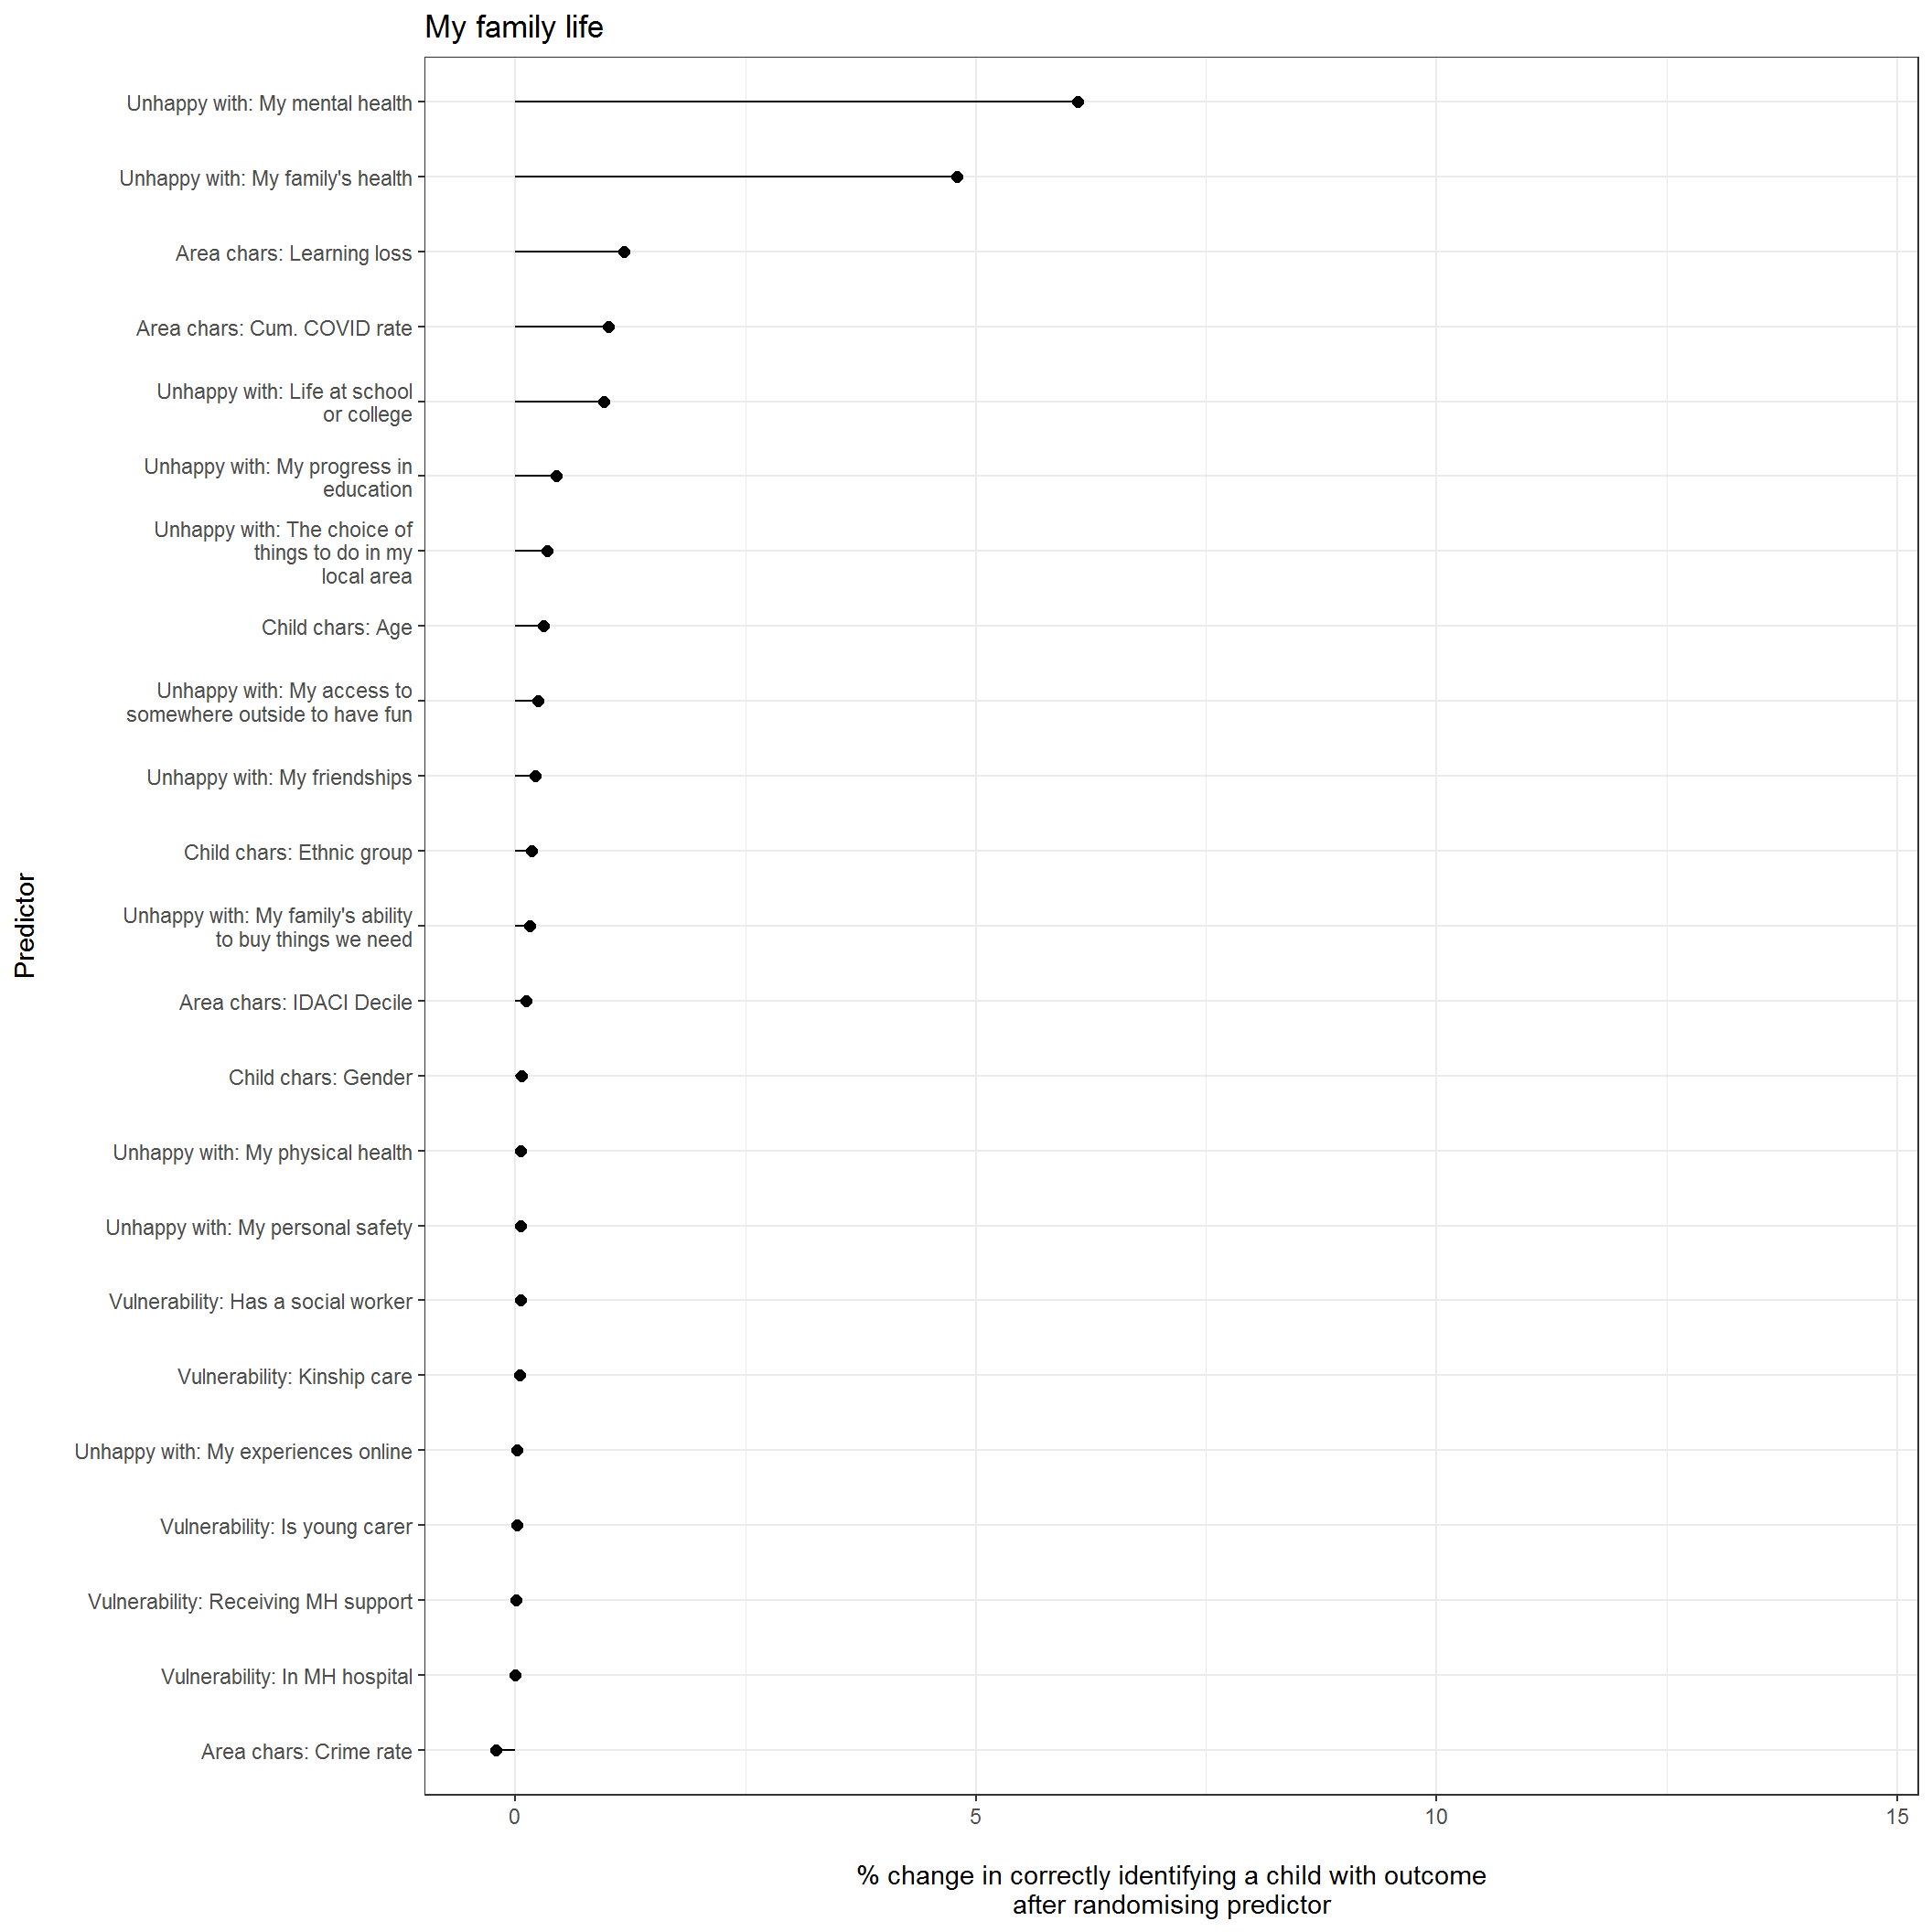 My family life
Unhappy with: My mental health
Unhappy with: My family's health
Area chars: Learning loss
Area chars: Cum. COVID rate
Unhappy with: Life at school
or college
Unhappy with: My progress in
education
Unhappy with: The choice of
things to do in my
local area
Child chars: Age
Unhappy with: My access to
somewhere outside to have fun
Unhappy with: My friendships
Child chars: Ethnic group
Unhappy with: My family's ability
to buy things we need
Area chars: IDACI Decile
Child chars: Gender
Unhappy with: My physical health
Unhappy with: My personal safety
Vulnerability: Has a social worker
Vulnerability: Kinship care
Unhappy with: My experiences online
Vulnerability: Is young carer
Vulnerability: Receiving MH support
Vulnerability: In MH hospital
Area chars: Crime rate
Predictor
0 5 10 15
% change in correctly identifying a child with outcome
after randomising predictor